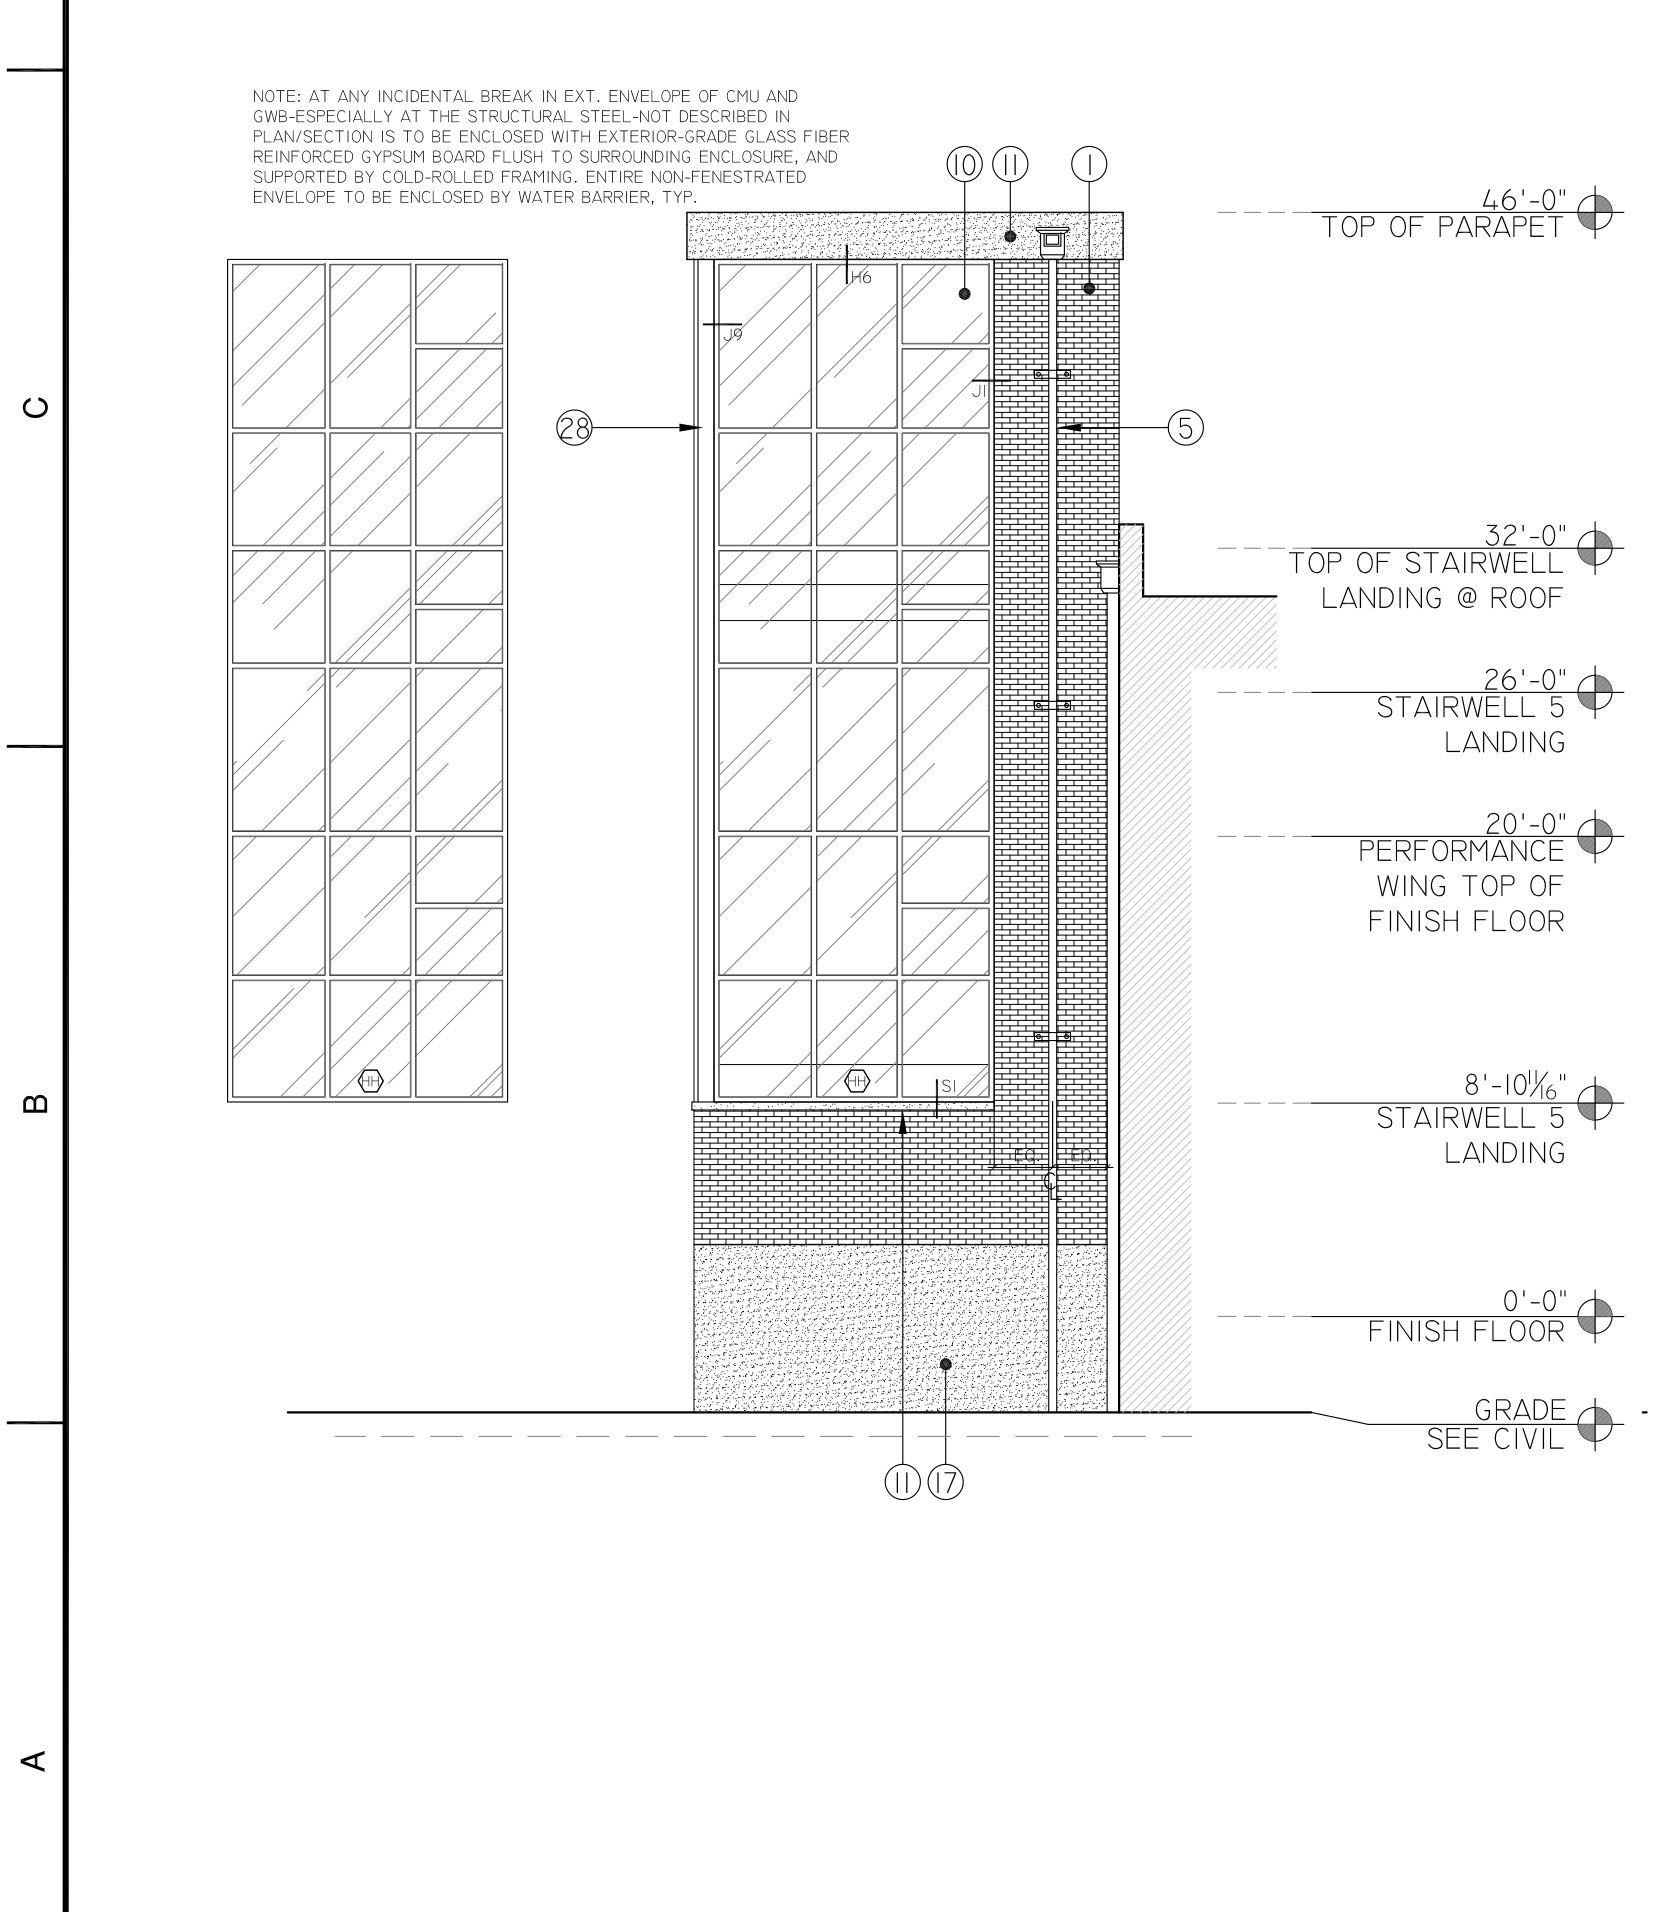 NOTE: AT ANY INCIDENTAL BREAK IN EXT. ENVELOPE OF CMU AND
GWB-ESPECIALLY AT THE STRUCTURAL STEEL-NOT DESCRIBED IN
PLAN/SECTION IS TO BE ENCLOSED WITH EXTERIOR-GRADE GLASS FIBER
REINFORCED GYPSUM BOARD FLUSH TO SURROUNDING ENCLOSURE, AND
SUPPORTED BY COLD-ROLLED FRAMING. ENTIRE NON-FENESTRATED
ENVELOPE TO BE ENCLOSED BY WATER BARRIER, TYP.
10 11 1
46'-0"
TOP OF PARAPET
H6
J9
J1
C
28
5
32'-0"
TOP OF STAIRWELL
LANDING @ ROOF
26'-0"
STAIRWELL 5
LANDING
20'-0"
PERFORMANCE
WING TOP OF
FINISH FLOOR
HH
HH
S1
B
8'-10 11/16"
STAIRWELL 5
LANDING
EQ. EQ.
CL
0'-0"
FINISH FLOOR
GRADE
SEE CIVIL
11 17
A